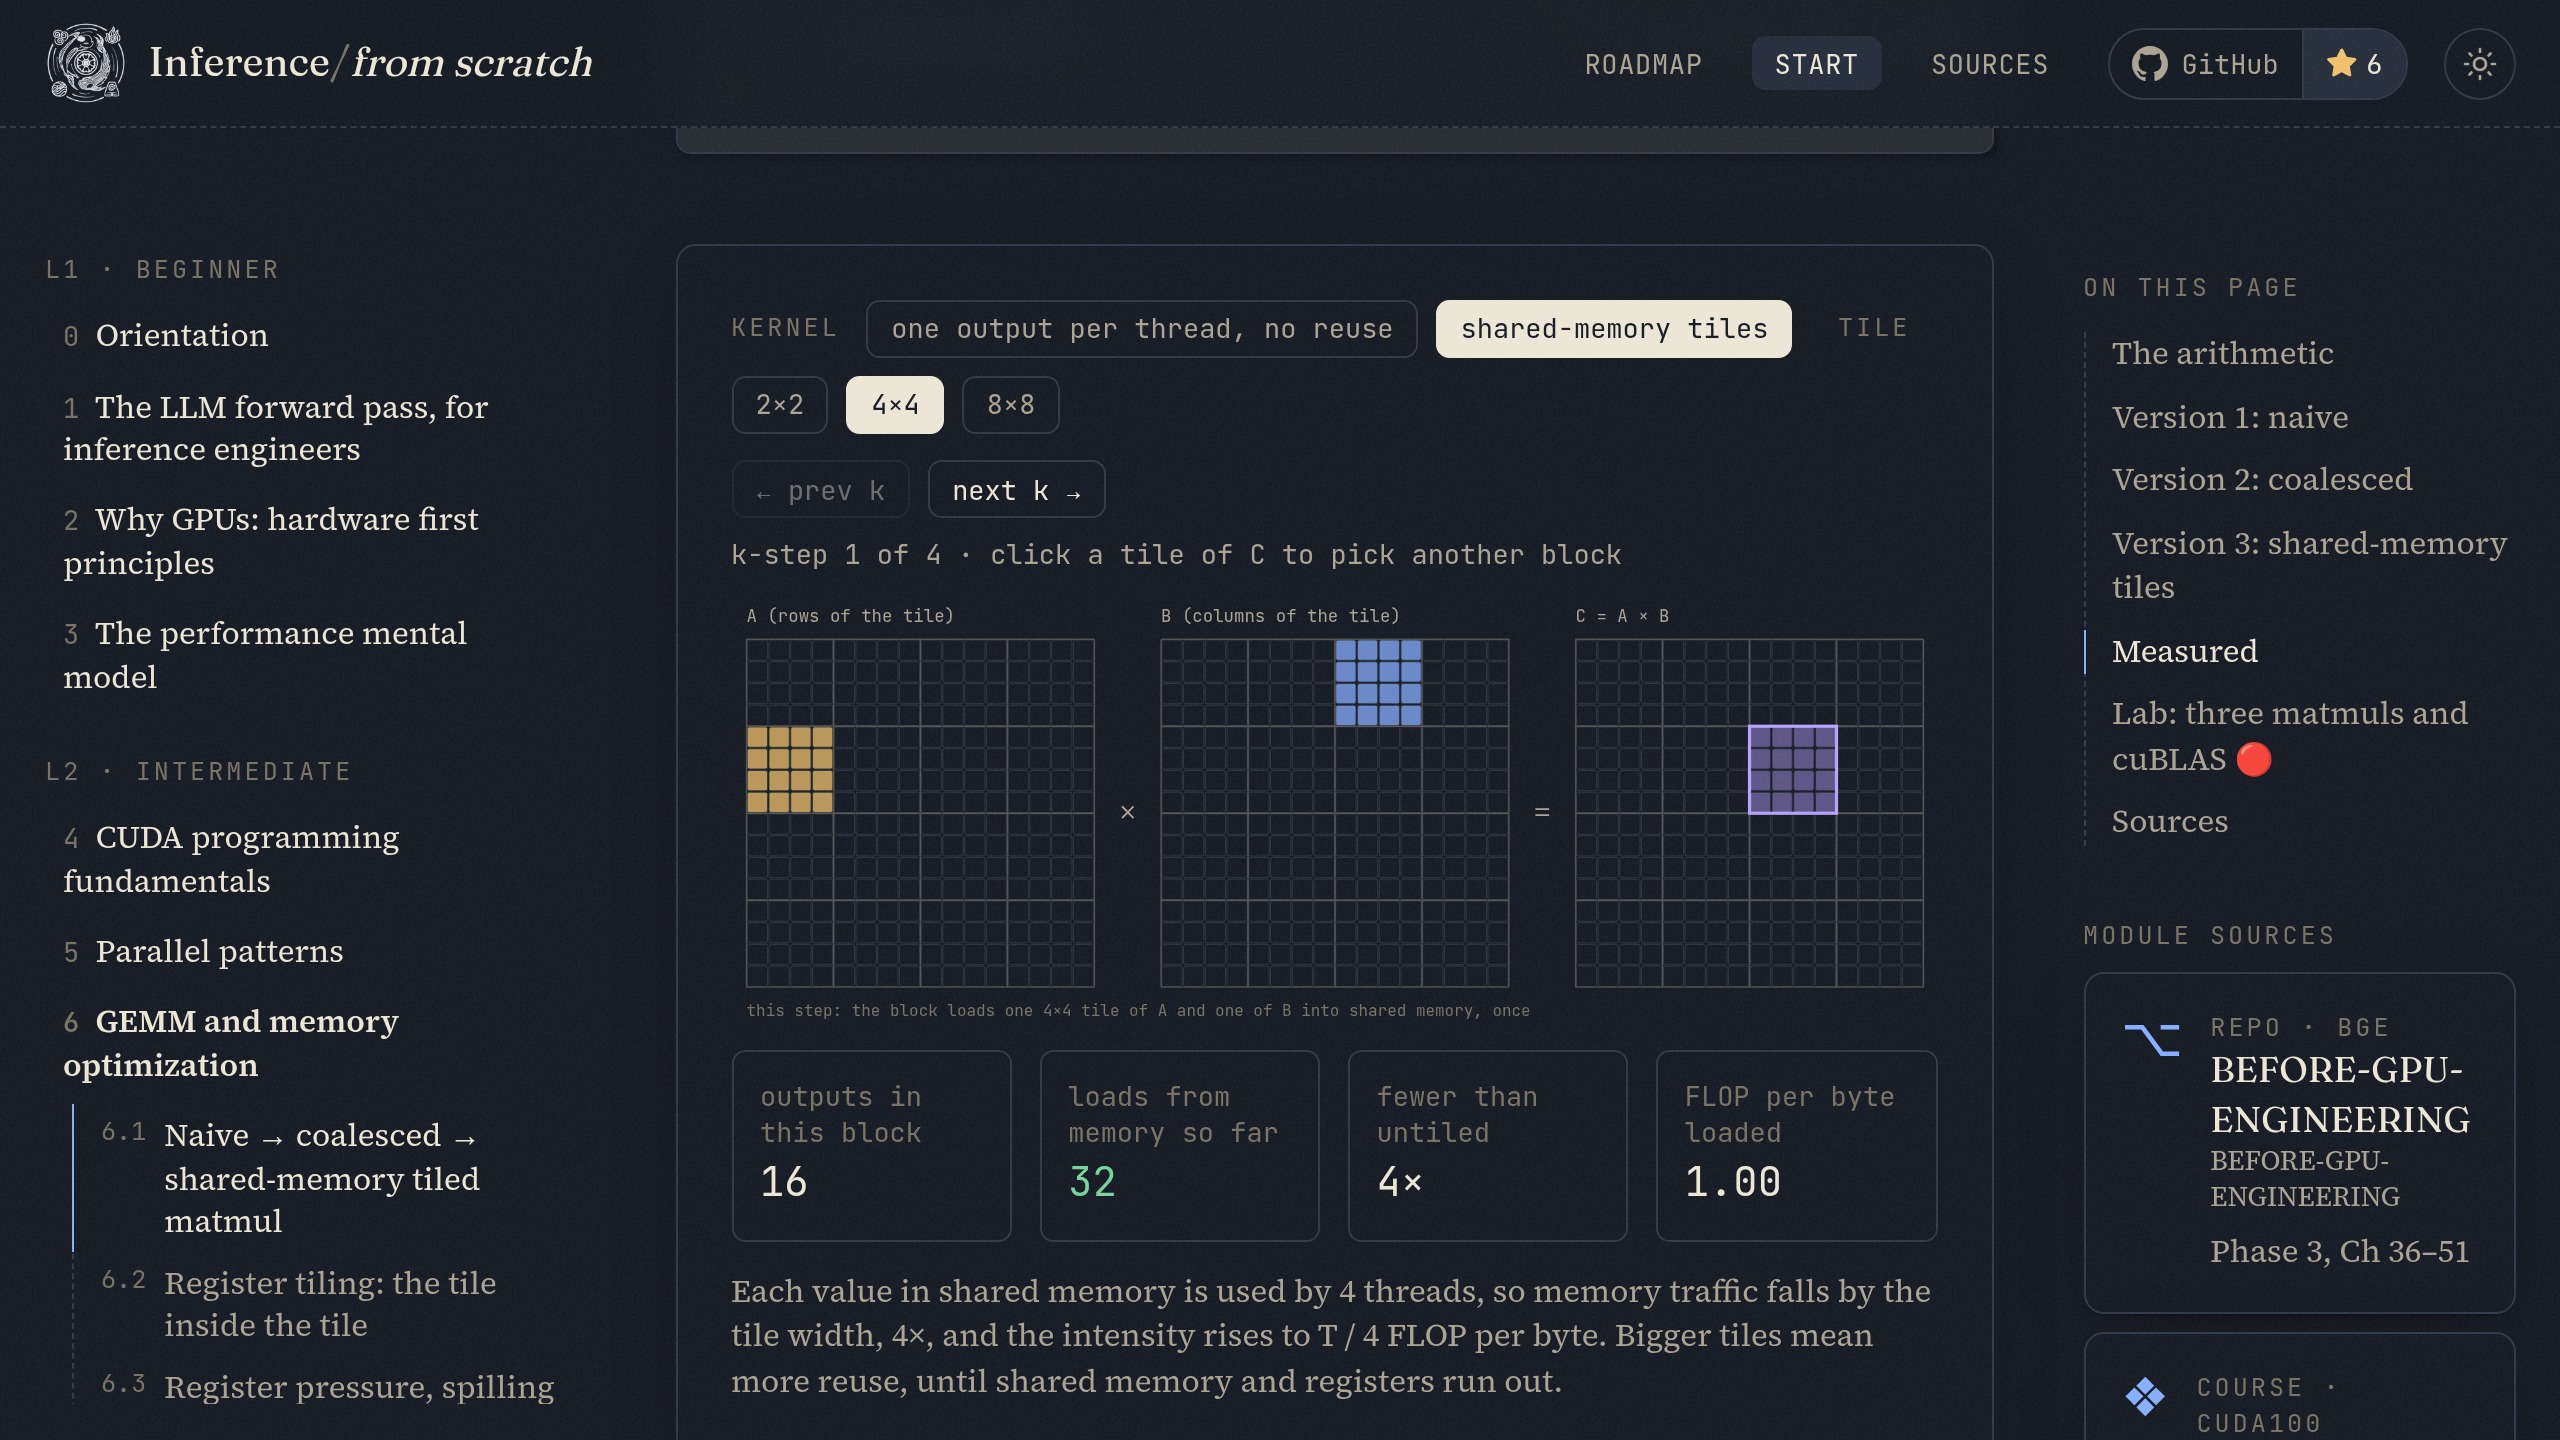 Inference/from scratch
ROADMAP
START
SOURCES
GitHub
6
L1 · BEGINNER
0 Orientation
1 The LLM forward pass, for
inference engineers
2 Why GPUs: hardware first
principles
3 The performance mental
model
L2 · INTERMEDIATE
4 CUDA programming
fundamentals
5 Parallel patterns
6 GEMM and memory
optimization
6.1 Naive → coalesced →
shared-memory tiled
matmul
6.2 Register tiling: the tile
inside the tile
6.3 Register pressure, spilling
KERNEL
one output per thread, no reuse
shared-memory tiles
TILE
2×2
4×4
8×8
← prev k
next k →
k-step 1 of 4 · click a tile of C to pick another block
A (rows of the tile)
B (columns of the tile)
C = A × B
×
=
this step: the block loads one 4×4 tile of A and one of B into shared memory, once
outputs in
this block
16
loads from
memory so far
32
fewer than
untiled
4×
FLOP per byte
loaded
1.00
Each value in shared memory is used by 4 threads, so memory traffic falls by the
tile width, 4×, and the intensity rises to T / 4 FLOP per byte. Bigger tiles mean
more reuse, until shared memory and registers run out.
ON THIS PAGE
The arithmetic
Version 1: naive
Version 2: coalesced
Version 3: shared-memory
tiles
Measured
Lab: three matmuls and
cuBLAS 🔴
Sources
MODULE SOURCES
REPO · BGE
BEFORE-GPU-
ENGINEERING
BEFORE-GPU-
ENGINEERING
Phase 3, Ch 36–51
COURSE ·
CUDA100